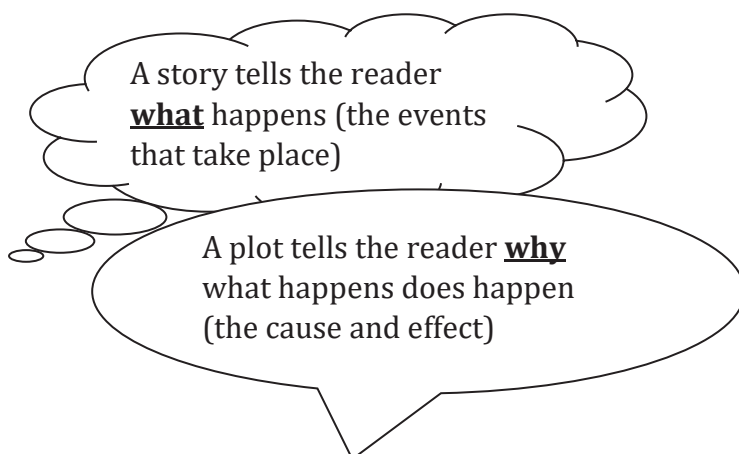 A story tells the reader
what happens (the events
that take place)
A plot tells the reader why
what happens does happen
(the cause and effect)